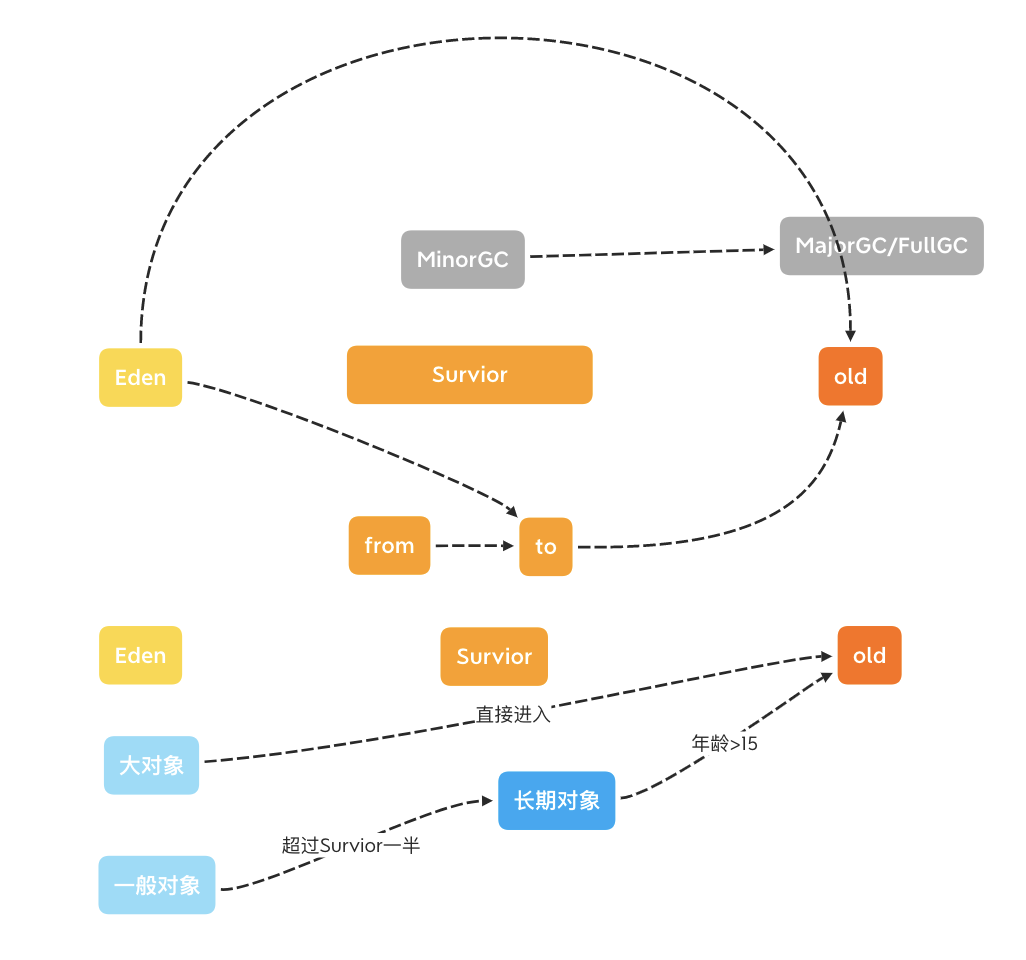 MinorGC
MajorGC/FullGC
Eden
Survior
old
from
to
Eden
Survior
old
直接进入
年龄>15
大对象
长期对象
超过Survior一半
一般对象